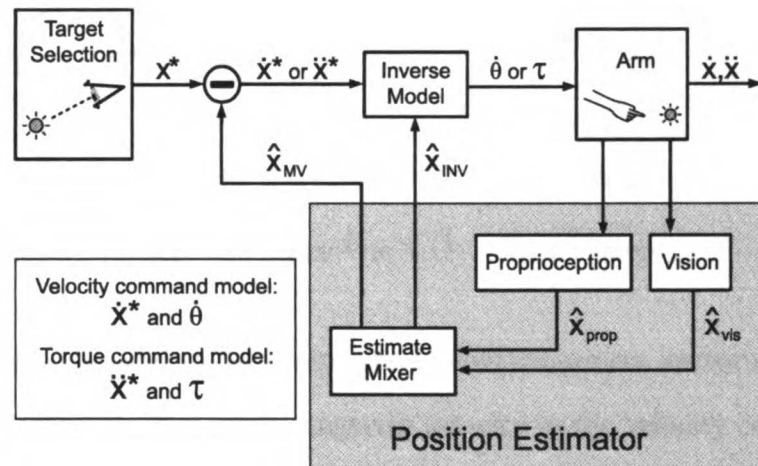 Target
Selection
x*
ẋ* or ẍ*
Inverse
Model
θ̇ or τ
Arm
ẋ,ẍ
x̂MV
x̂INV
Proprioception
Vision
x̂prop
x̂vis
Estimate
Mixer
Position Estimator
Velocity command model:
ẋ* and θ̇
Torque command model:
ẍ* and τ